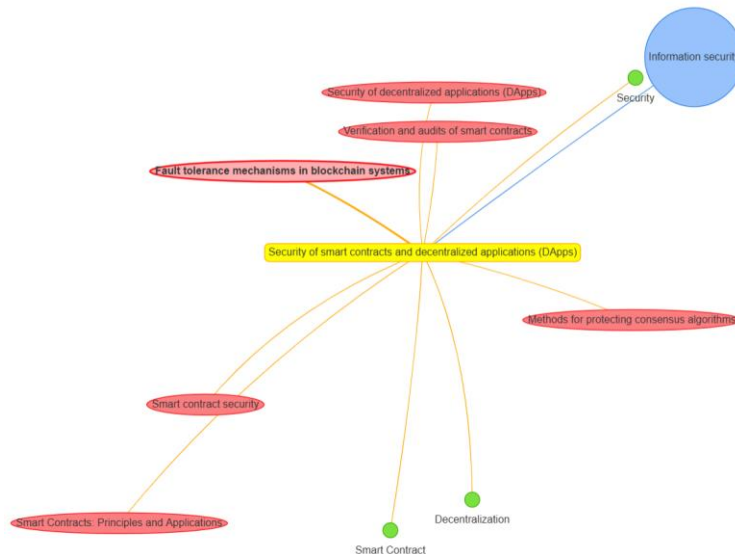 Information security
Security of decentralized applications (DApps)
Security
Verification and audits of smart contracts
Fault tolerance mechanisms in blockchain systems
Security of smart contracts and decentralized applications (DApps)
Methods for protecting consensus algorithms
Smart contract security
Smart Contracts: Principles and Applications
Decentralization
Smart Contract